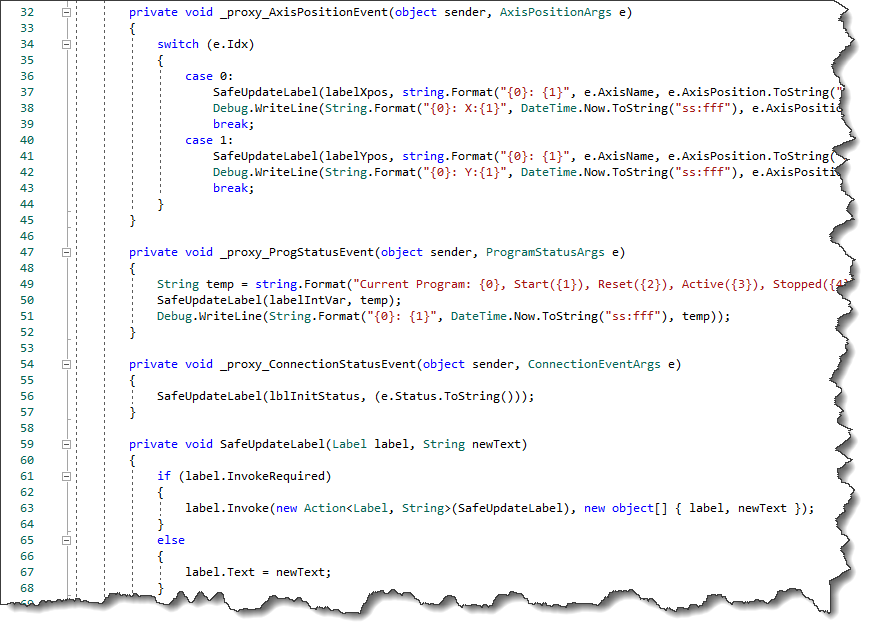 32 private void _proxy_AxisPositionEvent(object sender, AxisPositionArgs e)
33 {
34 switch (e.Idx)
35 {
36 case 0:
37 SafeUpdateLabel(labelXpos, string.Format("{0}: {1}", e.AxisName, e.AxisPosition.ToString("
38 Debug.WriteLine(String.Format("{0}: X:{1}", DateTime.Now.ToString("ss:fff"), e.AxisPositio
39 break;
40 case 1:
41 SafeUpdateLabel(labelYpos, string.Format("{0}: {1}", e.AxisName, e.AxisPosition.ToString(
42 Debug.WriteLine(String.Format("{0}: Y:{1}", DateTime.Now.ToString("ss:fff"), e.AxisPositi
43 break;
44 }
45 }
46
47 private void _proxy_ProgStatusEvent(object sender, ProgramStatusArgs e)
48 {
49 String temp = string.Format("Current Program: {0}, Start({1}), Reset({2}), Active({3}), Stopped({4
50 SafeUpdateLabel(labelIntVar, temp);
51 Debug.WriteLine(String.Format("{0}: {1}", DateTime.Now.ToString("ss:fff"), temp));
52 }
53
54 private void _proxy_ConnectionStatusEvent(object sender, ConnectionEventArgs e)
55 {
56 SafeUpdateLabel(lblInitStatus, (e.Status.ToString()));
57 }
58
59 private void SafeUpdateLabel(Label label, String newText)
60 {
61 if (label.InvokeRequired)
62 {
63 label.Invoke(new Action<Label, String>(SafeUpdateLabel), new object[] { label, newText });
64 }
65 else
66 {
67 label.Text = newText;
68 }